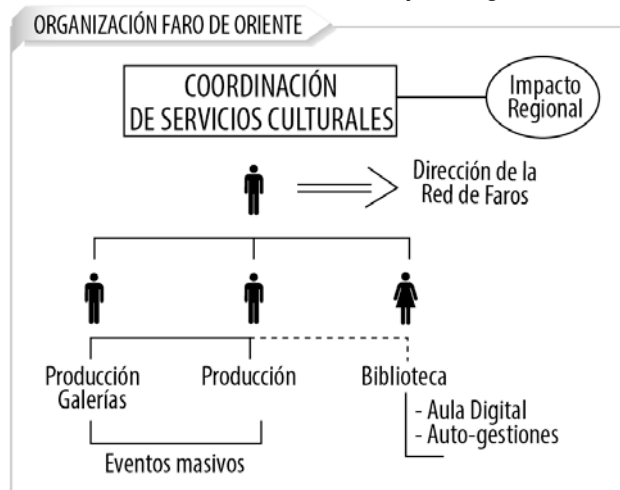 ORGANIZACIÓN FARO DE ORIENTE
COORDINACIÓN
DE SERVICIOS CULTURALES
Impacto
Regional
Dirección de la
Red de Faros
Producción
Galerías
Producción
Biblioteca
- Aula Digital
- Auto-gestiones
Eventos masivos